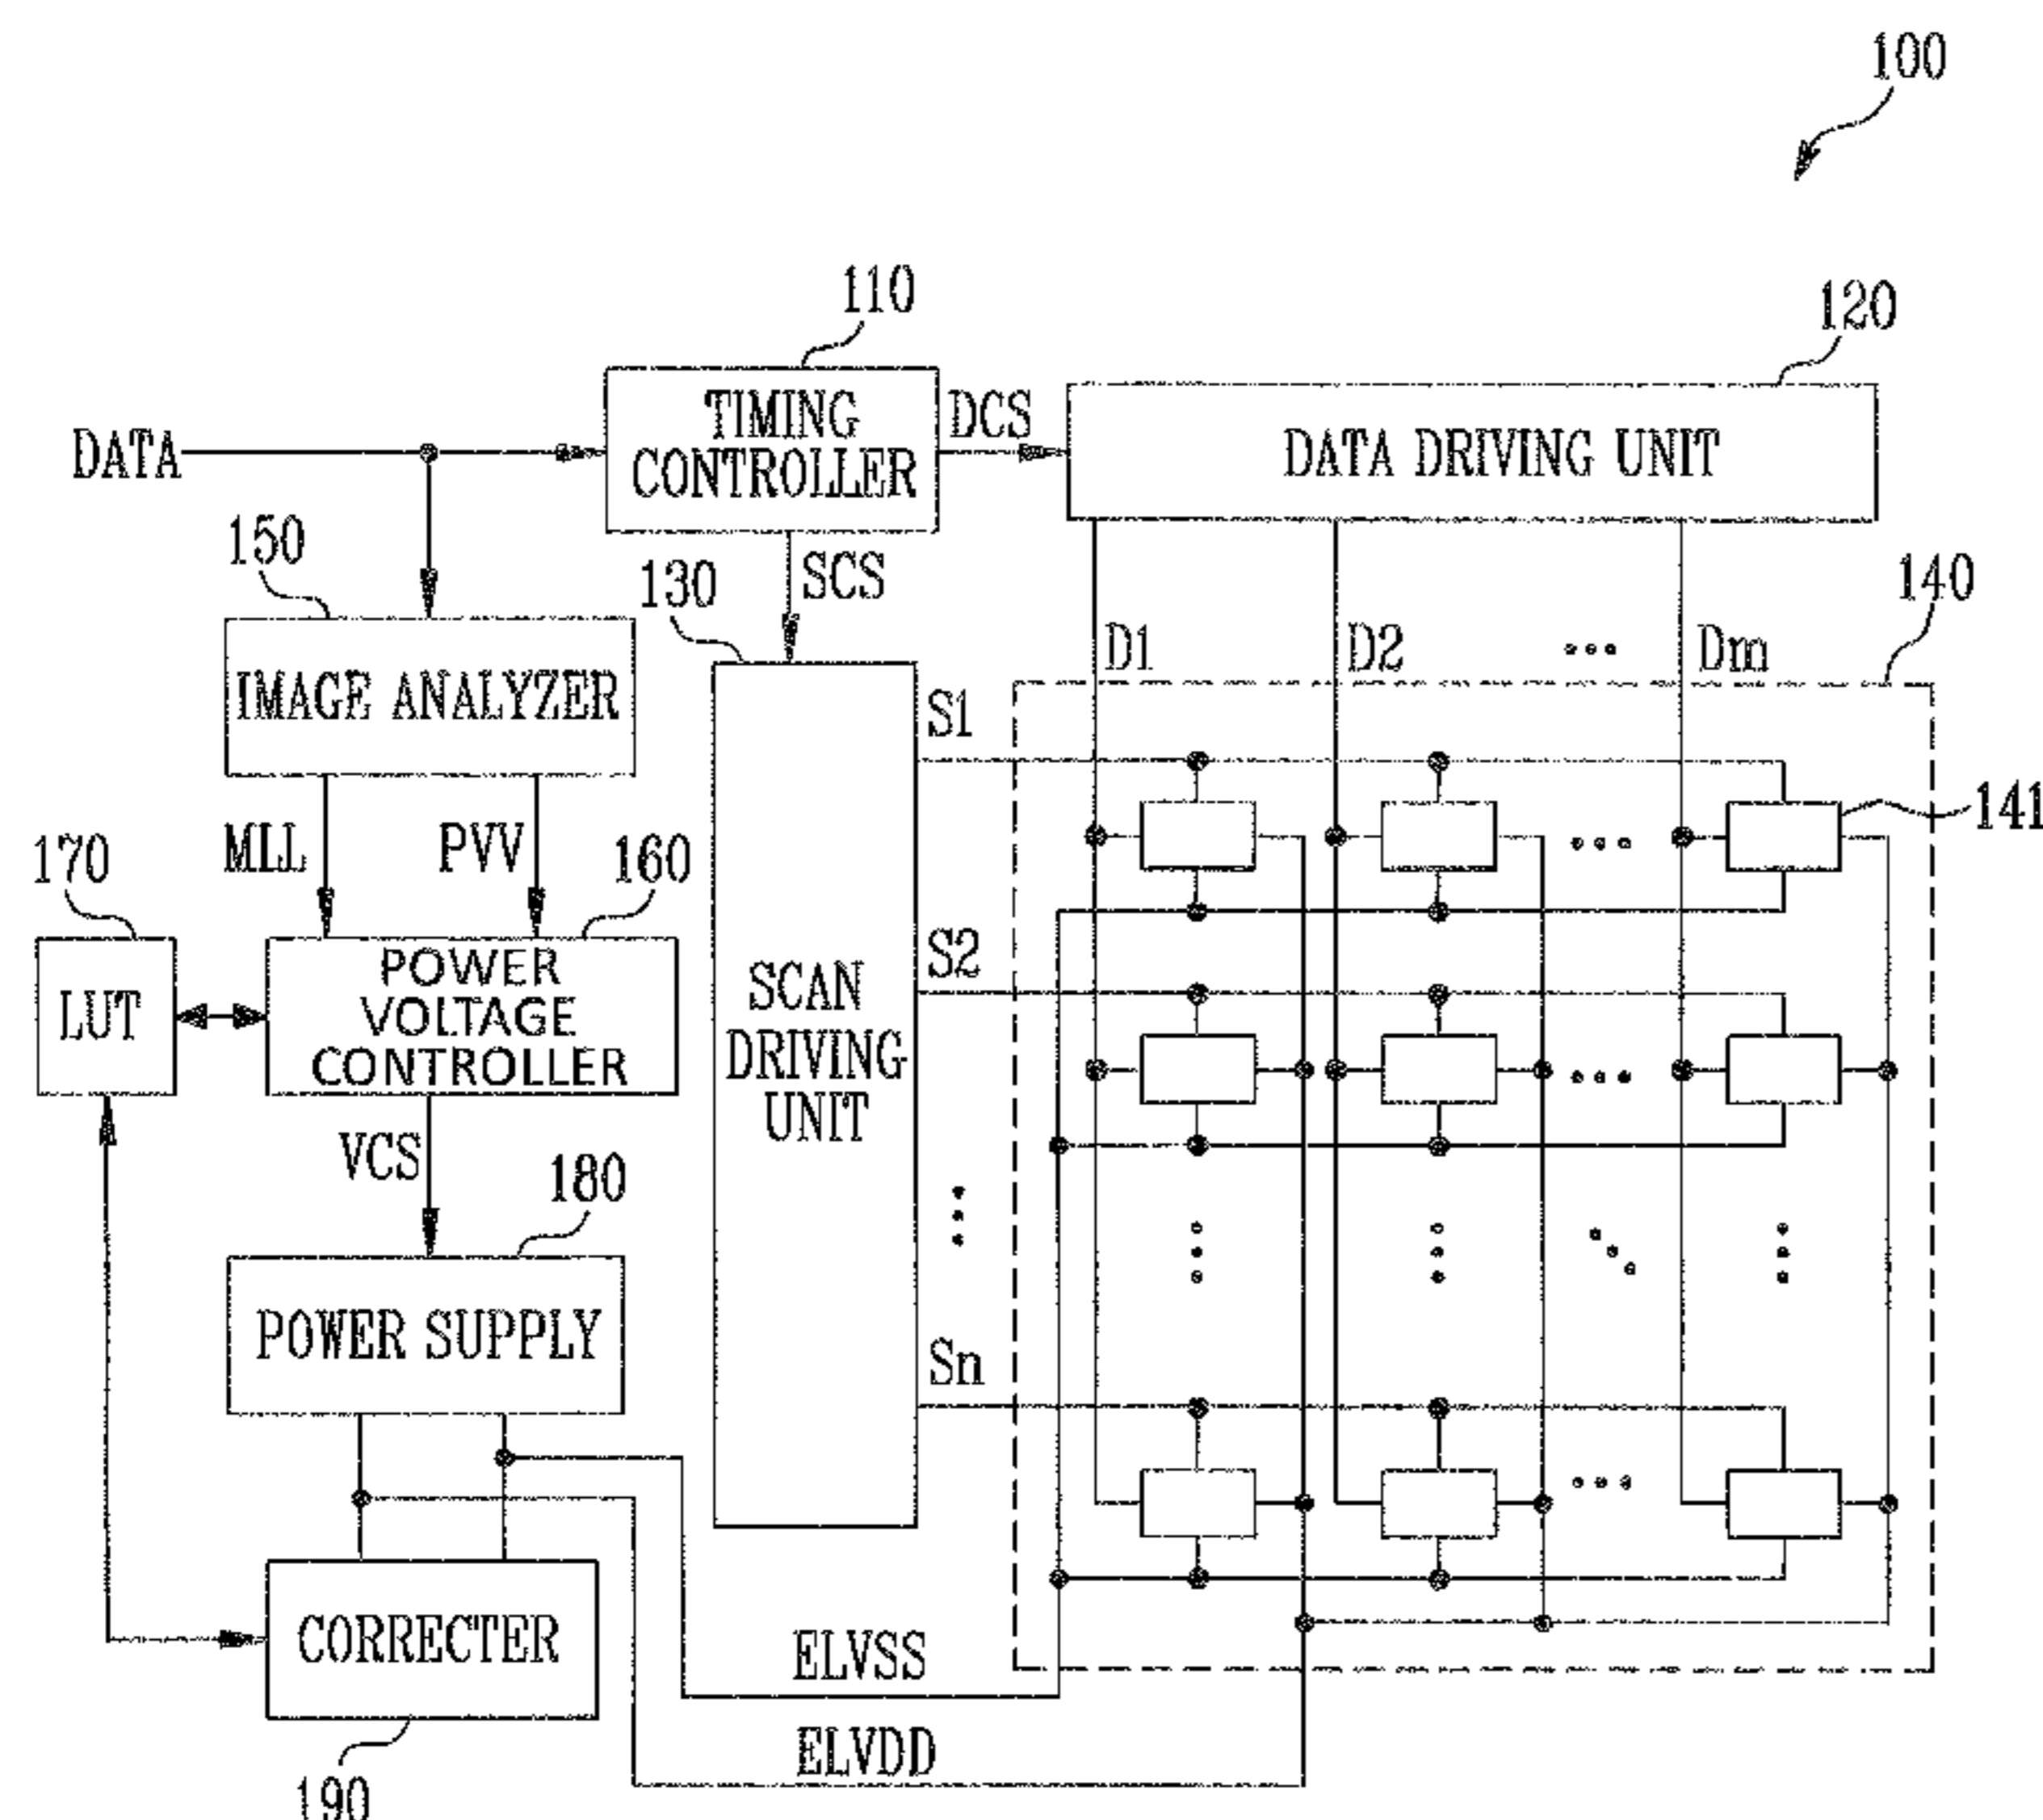 100
110
120
TIMING
CONTROLLER
DCS
DATA
DATA DRIVING UNIT
150
130
SCS
140
D1
D2
Dm
IMAGE ANALYZER
S1
141
MLL
PVV
170
160
S2
LUT
POWER
VOLTAGE
CONTROLLER
SCAN
DRIVING
UNIT
VCS
180
POWER SUPPLY
Sn
CORRECTER
ELVSS
ELVDD
190